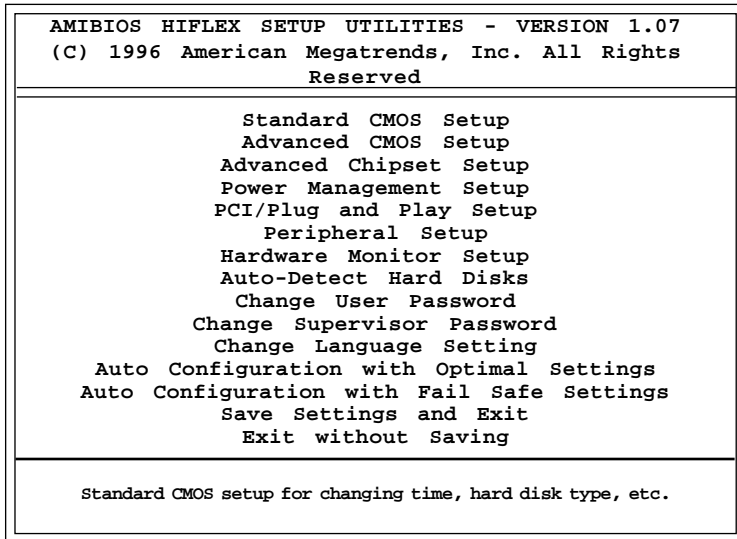 AMIBIOS HIFLEX SETUP UTILITIES - VERSION 1.07
(C) 1996 American Megatrends, Inc. All Rights
Reserved
Standard CMOS Setup
Advanced CMOS Setup
Advanced Chipset Setup
Power Management Setup
PCI/Plug and Play Setup
Peripheral Setup
Hardware Monitor Setup
Auto-Detect Hard Disks
Change User Password
Change Supervisor Password
Change Language Setting
Auto Configuration with Optimal Settings
Auto Configuration with Fail Safe Settings
Save Settings and Exit
Exit without Saving
Standard CMOS setup for changing time, hard disk type, etc.